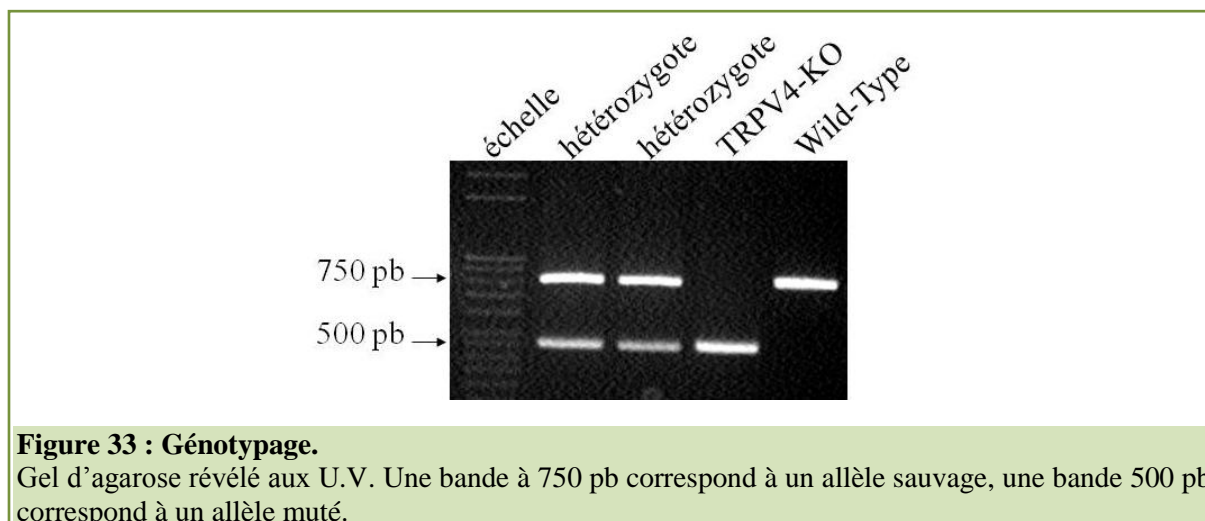 échelle
hétérozygote
hétérozygote
TRPV4-KO
Wild-Type
750 pb
500 pb
Figure 33 : Génotypage.
Gel d’agarose révélé aux U.V. Une bande à 750 pb correspond à un allèle sauvage, une bande 500 pb
correspond à un allèle muté.